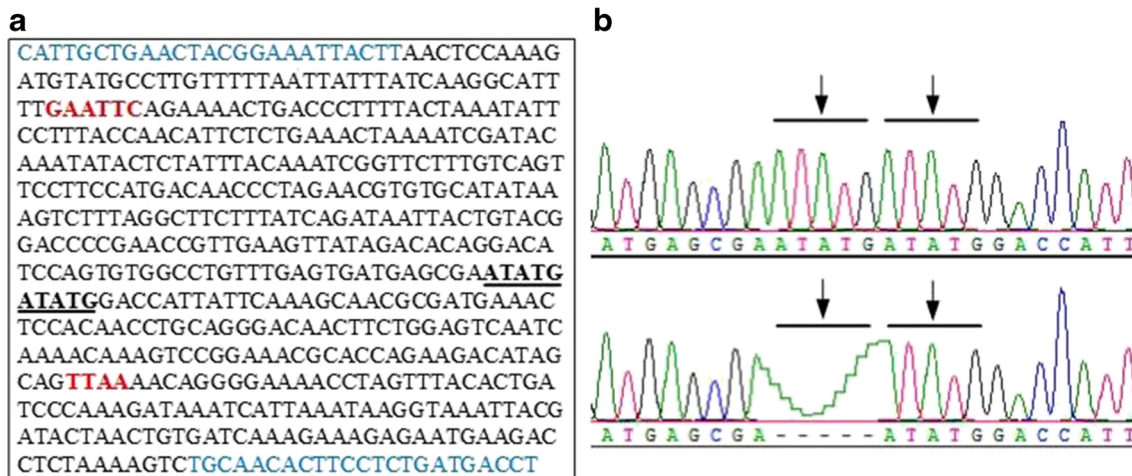 a
CATTGCTGAACTACGGAAATTACTTAACTCCAAAG
ATGTATGCCTTGTTTTTAATTATTTATCAAGGCATT
TTGAATTCAGAAAACTGACCCTTTTACTAAATATT
CCTTTACCAACATTCTCTGAAACTAAAATCGATAC
AAATATACTCTATTTACAAATCGGTTCTTTGTCAGT
TCCTTCCATGACAACCCTAGAACGTGTGCATATAA
AGTCTTTAGGCTTCTTTATCAGATAATTACTGTACG
GACCCCGAACCGTTGAAGTTATAGACACAGGACA
TCCAGTGTGGCCTGTTTGAGTGATGAGCGAATATG
ATATGGACCATTATTCAAAGCAACGCGATGAAAC
TCCACAACCTGCAGGGACAACTTCTGGAGTCAATC
AAAACAAAGTCCGGAAACGCACCAGAAGACATAG
CAGTTAAAACAGGGGAAAACCTAGTTTACACTGA
TCCCAAAGATAAATCATTAAATAAGGTAAATTACG
ATACTAACTGTGATCAAAGAAAGAGAATGAAGAC
CTCTAAAAGTCTGCAACACTTCCTCTGATGACCT
b
ATGAGCGAATATGATATGGACCATT
ATGAGCGA-----ATATGGACCATT